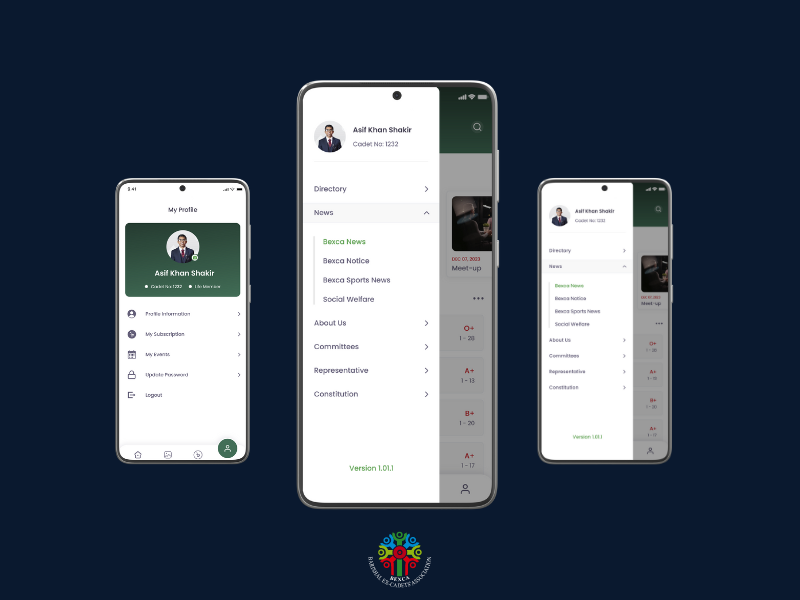 9:41
My Profile
Asif Khan Shakir
Cadet No: 1232
Life Member
Profile Information
My Subscription
My Events
Update Password
Logout
Asif Khan Shakir
Cadet No: 1232
Directory
News
Bexca News
Bexca Notice
Bexca Sports News
Social Welfare
About Us
Committees
Representative
Constitution
Version 1.01.1
DEC 07, 2023
Meet-up
O+
1 - 28
A+
1 - 13
B+
1 - 20
A+
1 - 17
Asif Khan Shakir
Cadet No: 1232
Directory
News
Bexca News
Bexca Notice
Bexca Sports News
Social Welfare
About Us
Committees
Representative
Constitution
Version 1.01.1
DEC 07, 2023
Meet-up
O+
1 - 28
A+
1 - 13
B+
1 - 20
A+
1 - 17
BEXCA
BARISHAL EX-CADETS ASSOCIATION